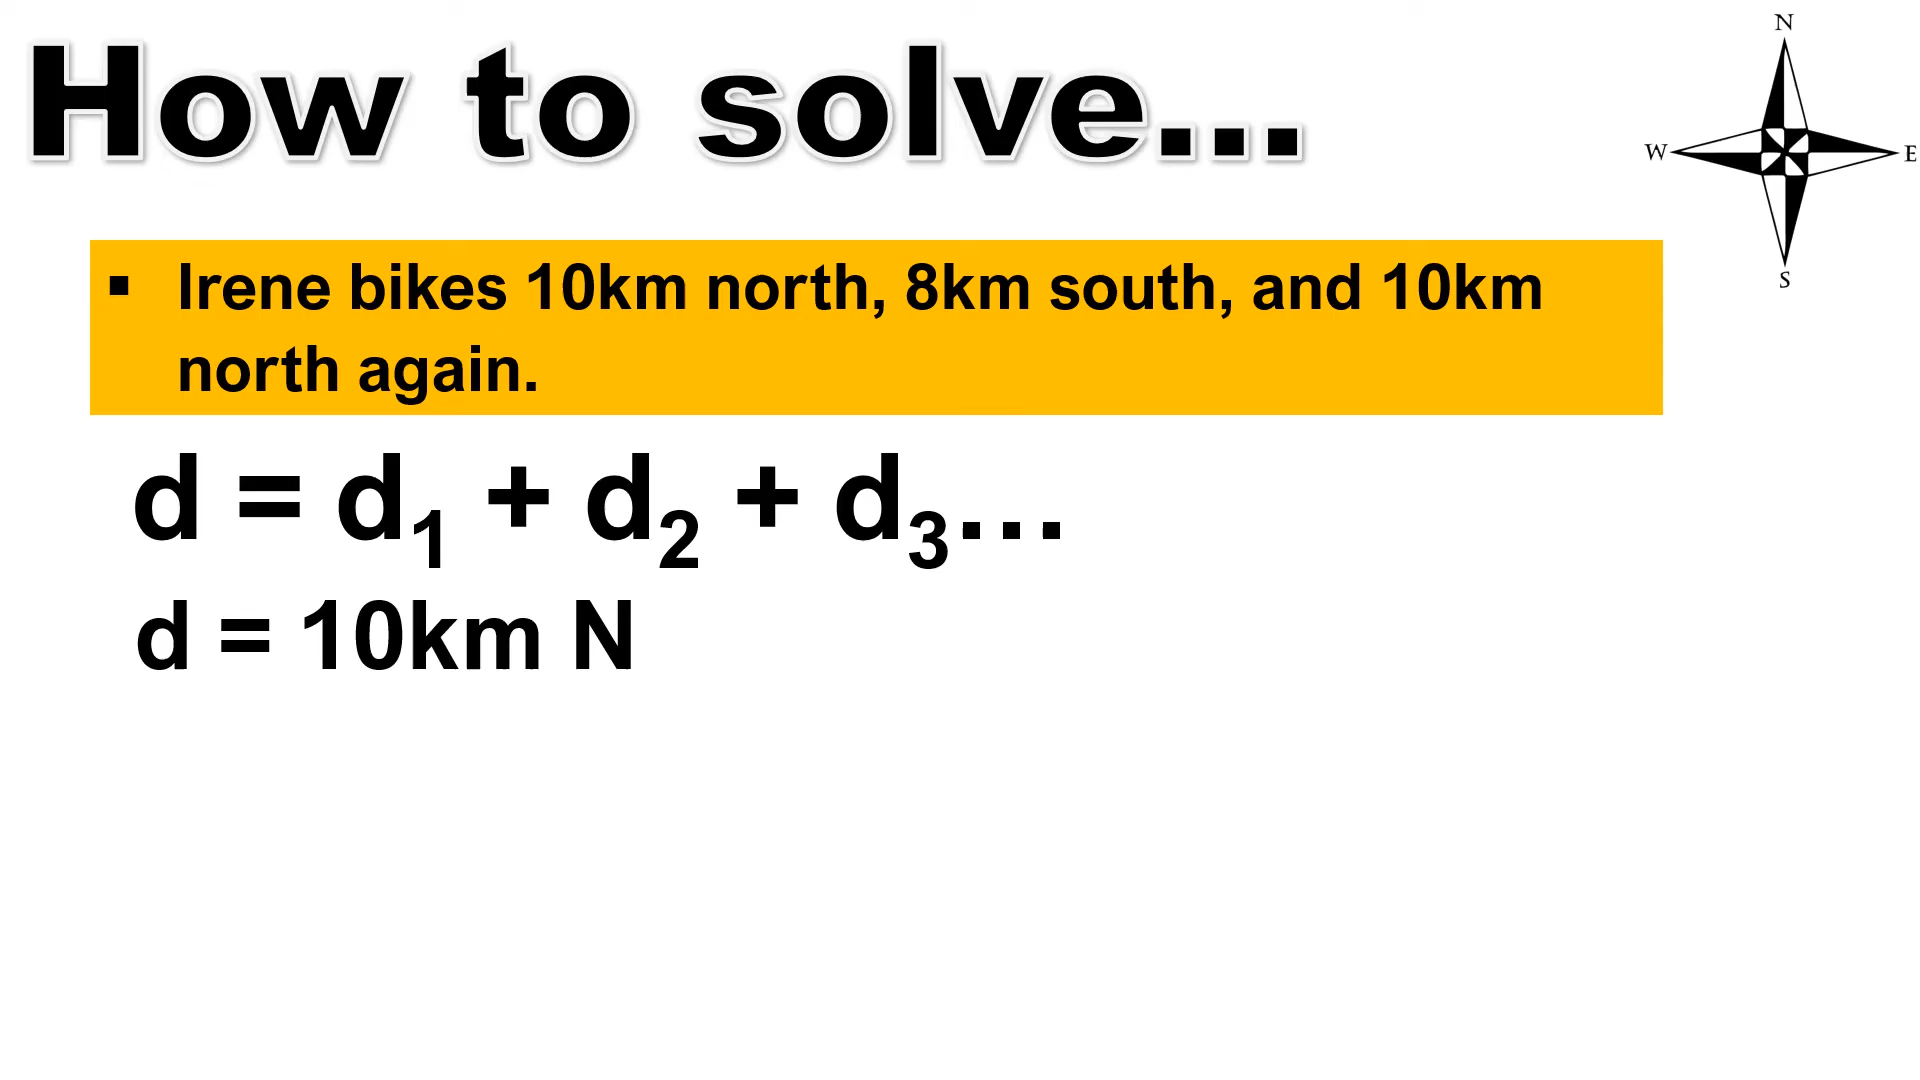 How to solve...
N
W
E
S
▪ Irene bikes 10km north, 8km south, and 10km
north again.
d = d₁ + d₂ + d₃...
d = 10km N